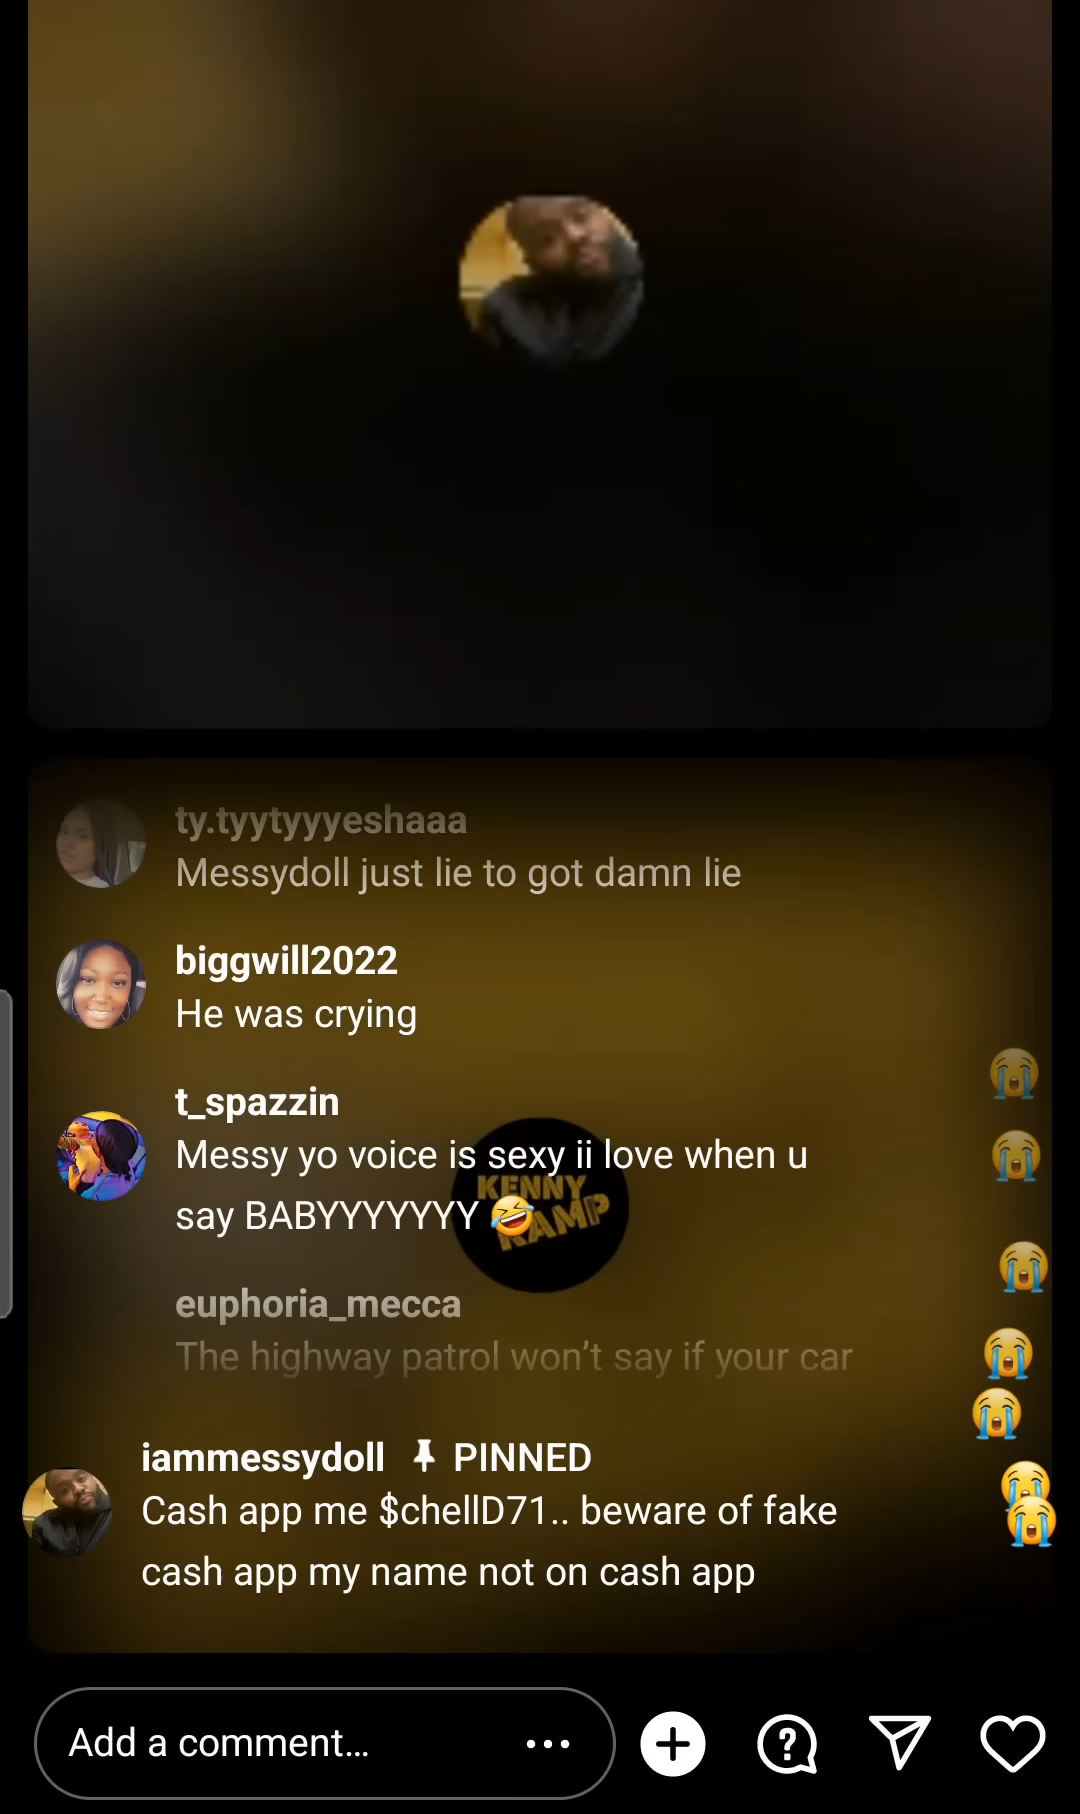 ty.tyytyyyeshaaa
Messydoll just lie to got damn lie
biggwill2022
He was crying
t_spazzin
Messy yo voice is sexy ii love when u
say BABYYYYYYY 🤣
KENNY
KAMP
euphoria_mecca
The highway patrol won’t say if your car
iammessydoll PINNED
Cash app me $chellD71.. beware of fake
cash app my name not on cash app
Add a comment...